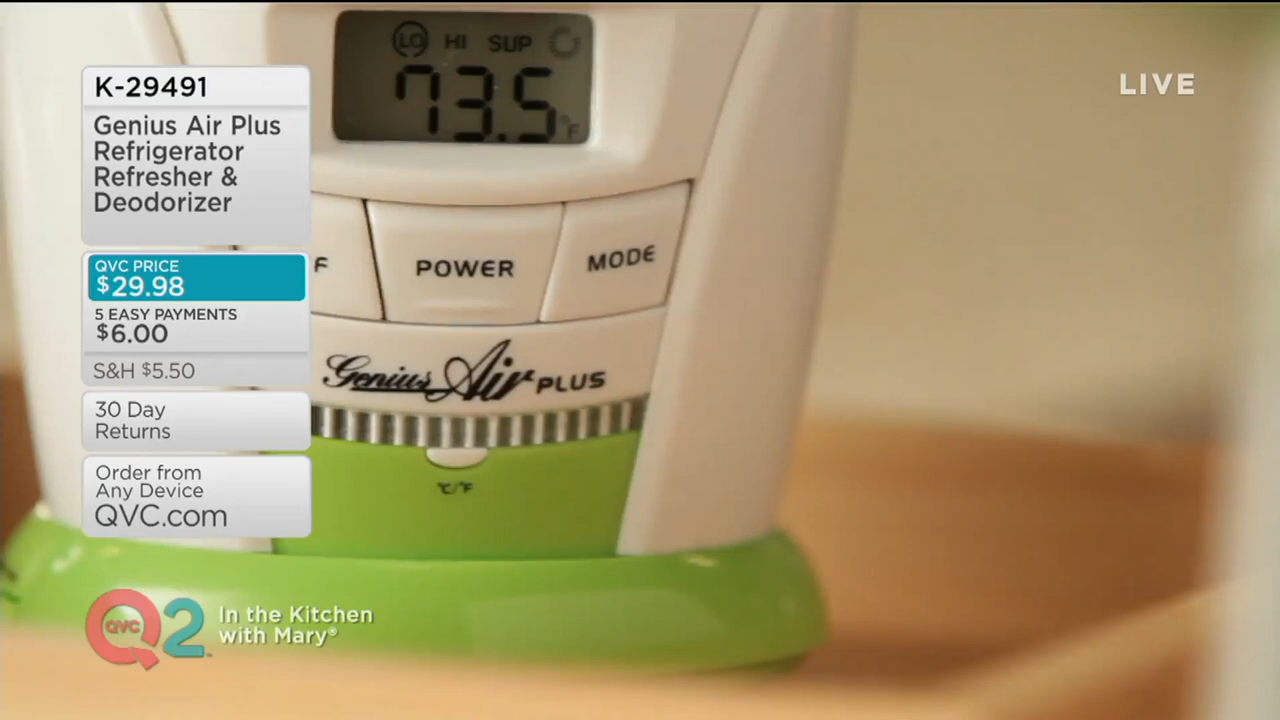 LO HI SUP
73.5°F
K-29491
Genius Air Plus
Refrigerator
Refresher &
Deodorizer
QVC PRICE
$29.98
5 EASY PAYMENTS
$6.00
S&H $5.50
30 Day
Returns
Order from
Any Device
QVC.com
LIVE
F
POWER
MODE
Genius Air PLUS
°C/°F
QVC Q2™
In the Kitchen
with Mary®